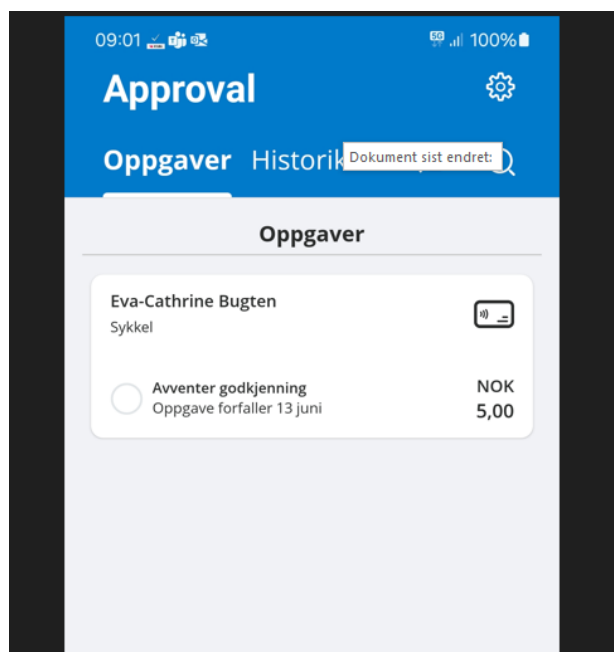 09:01
5G
100%
Approval
Oppgaver Historik
Dokument sist endret:
Oppgaver
Eva-Cathrine Bugten
Sykkel
Avventer godkjenning
NOK
Oppgave forfaller 13 juni
5,00